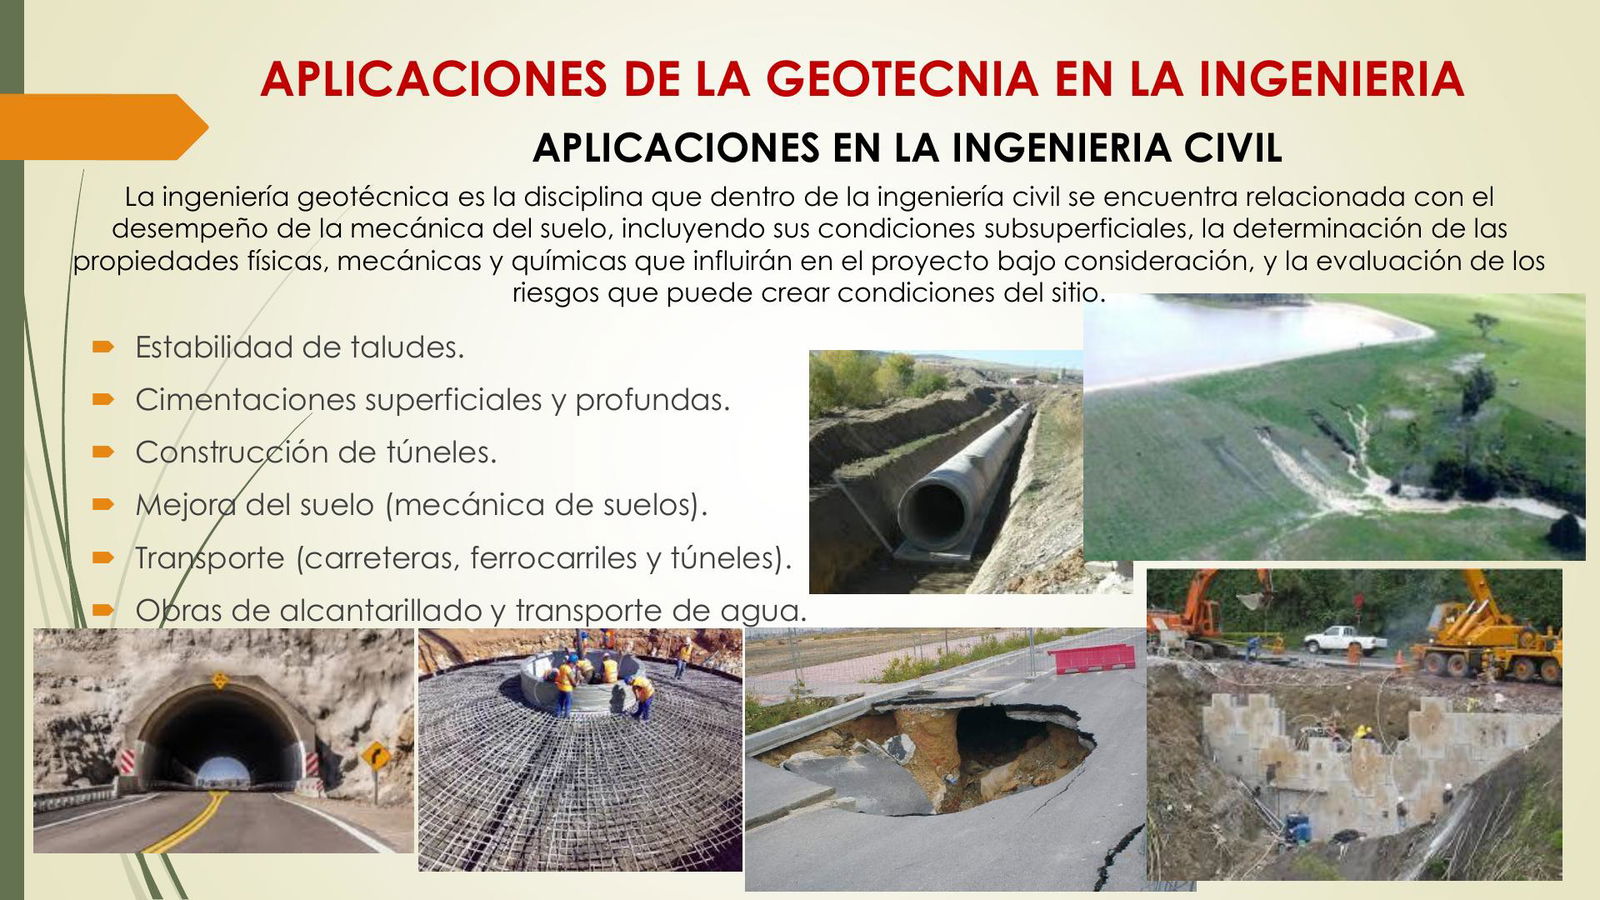 APLICACIONES DE LA GEOTECNIA EN LA INGENIERIA
APLICACIONES EN LA INGENIERIA CIVIL
La ingeniería geotécnica es la disciplina que dentro de la ingeniería civil se encuentra relacionada con el
desempeño de la mecánica del suelo, incluyendo sus condiciones subsuperficiales, la determinación de las
propiedades físicas, mecánicas y químicas que influirán en el proyecto bajo consideración, y la evaluación de los
riesgos que puede crear condiciones del sitio.
Estabilidad de taludes.
Cimentaciones superficiales y profundas.
Construcción de túneles.
Mejora del suelo (mecánica de suelos).
Transporte (carreteras, ferrocarriles y túneles).
Obras de alcantarillado y transporte de agua.